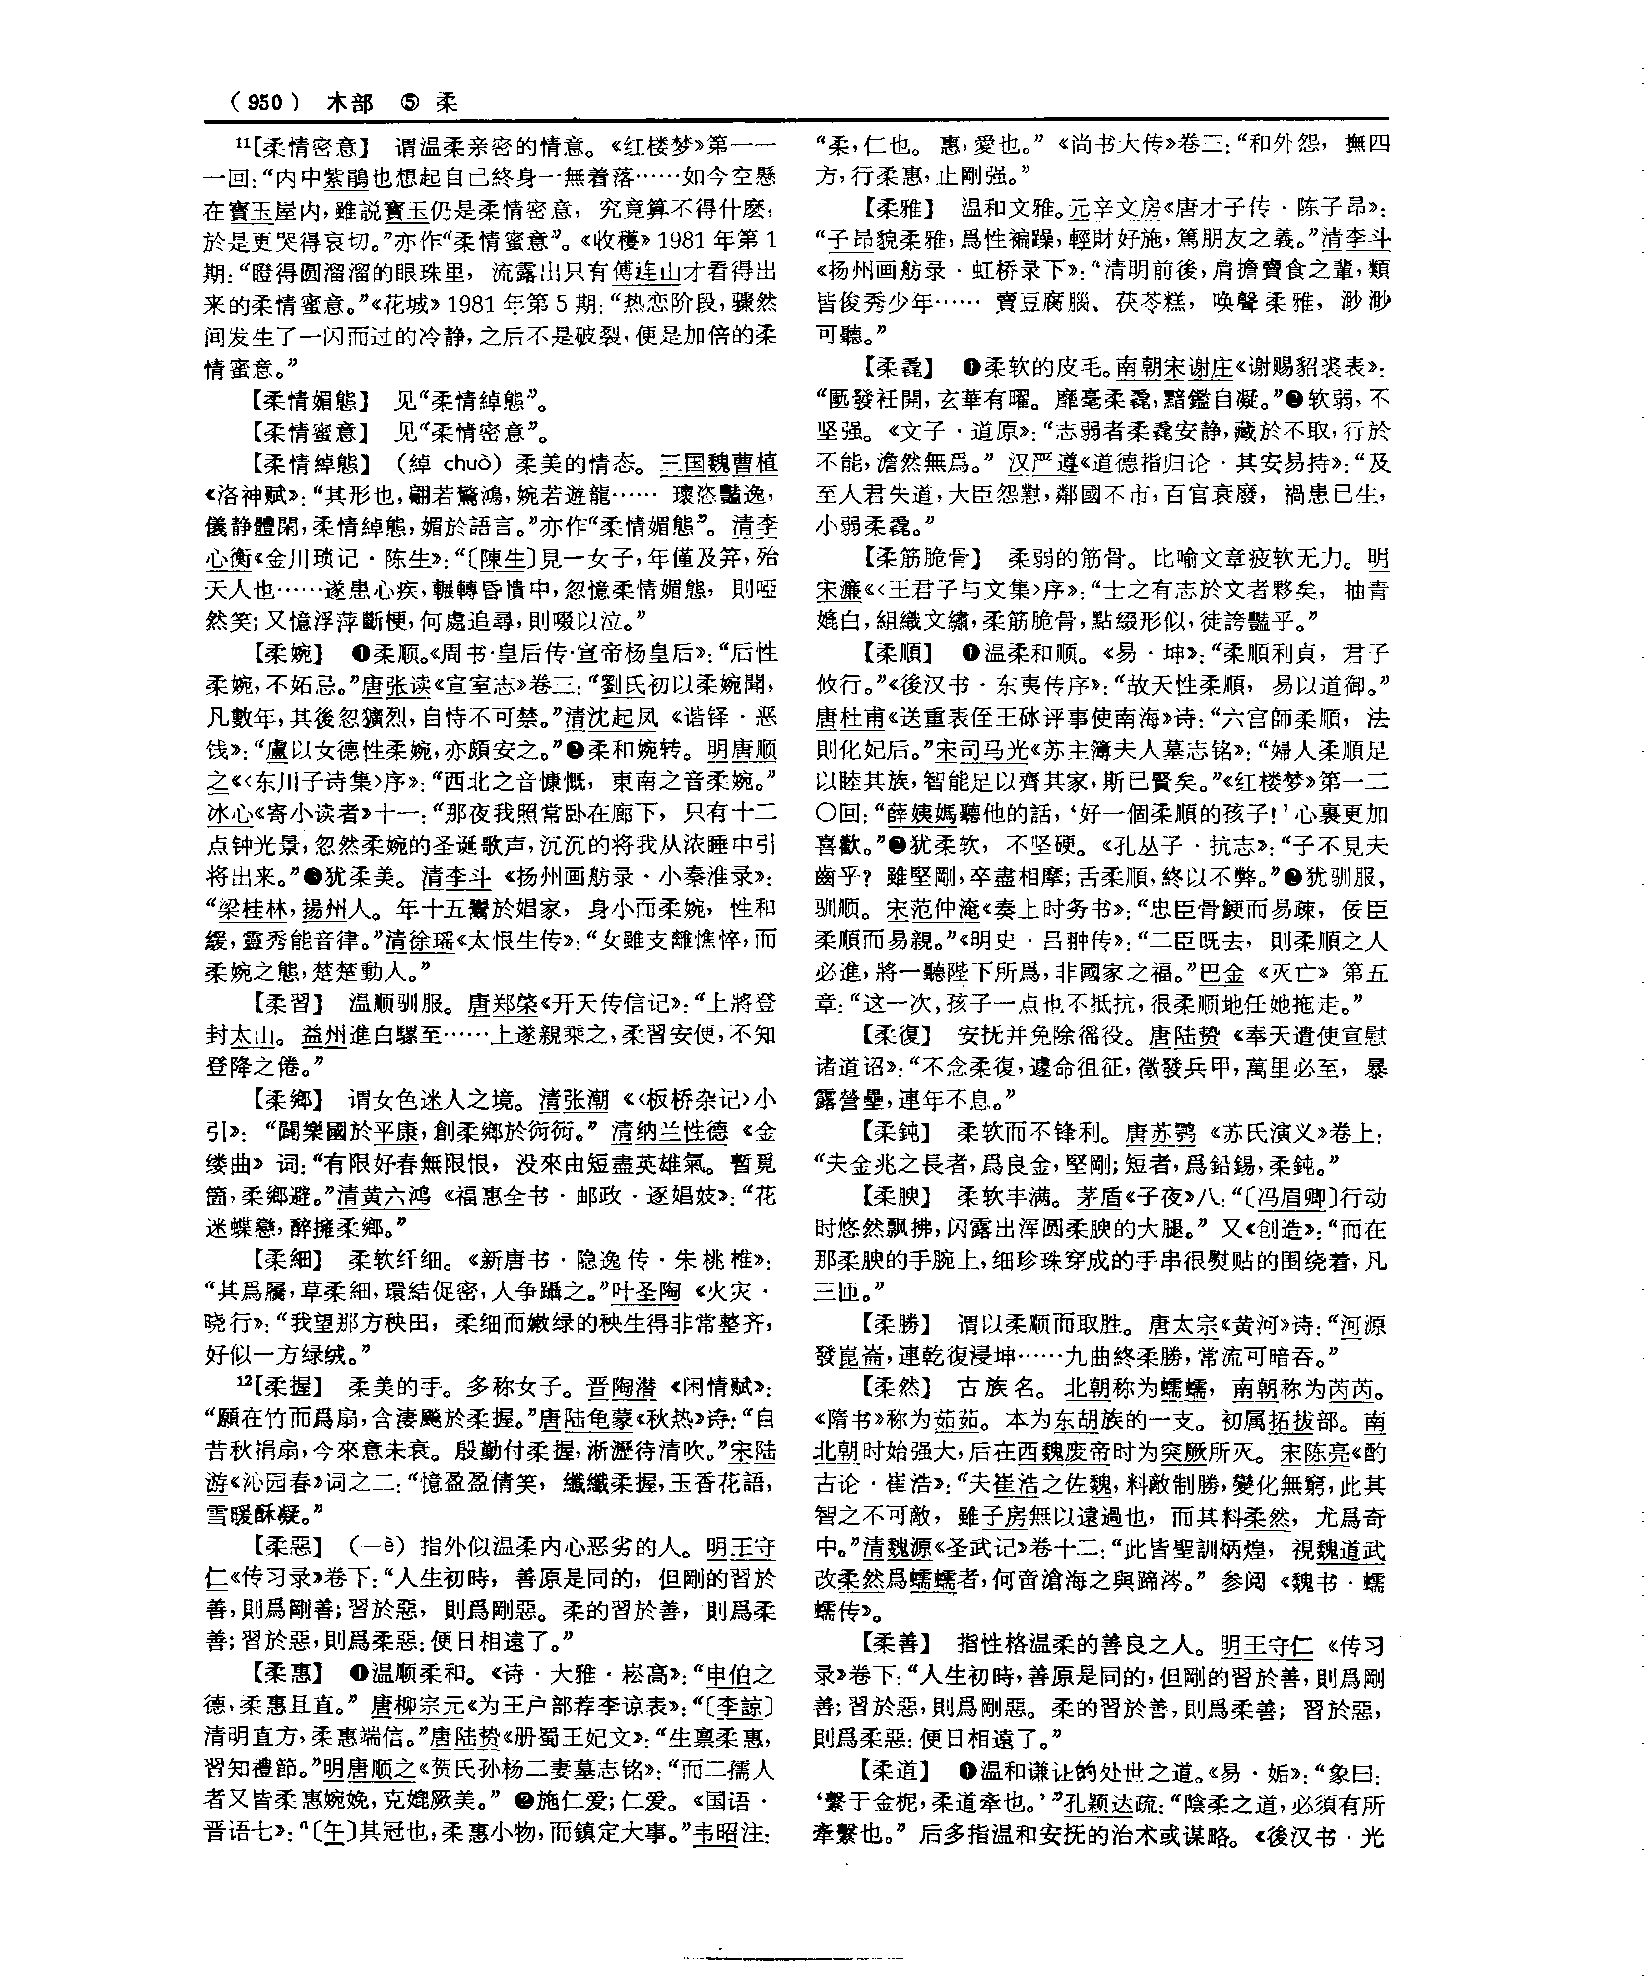 （950） 木部 ⑤ 柔
11[柔情密意】 谓温柔亲密的情意。《红楼梦》第一一
一回：“内中紫鵑也想起自己終身一無着落……如今空懸
在寶玉屋内，雖説寶玉仍是柔情密意，究竟算不得什麽，
於是更哭得哀切。”亦作“柔情蜜意”。《收穫》1981年第1
期：“瞪得圆溜溜的眼珠里，流露出只有傅连山才看得出
来的柔情蜜意。”《花城》1981年第5期：“热恋阶段，骤然
间发生了一闪而过的冷静，之后不是破裂，便是加倍的柔
情蜜意。”
【柔情媚態】 见“柔情綽態”。
【柔情蜜意】 见“柔情密意”。
【柔情綽態】（綽 chuò）柔美的情态。三国魏曹植
《洛神赋》：“其形也，翩若驚鴻，婉若遊龍…… 瓌恣豔逸，
儀静體閑，柔情綽態，媚於語言。”亦作“柔情媚態”。清李
心衡《金川琐记·陈生》：“〔陳生〕見一女子，年僅及笄，殆
天人也……遂患心疾，輾轉昏憒中，忽憶柔情媚態，則啞
然笑；又憶浮萍斷梗，何處追尋，則啜以泣。”
【柔婉】 ❶柔顺。《周书·皇后传·宣帝杨皇后》：“后性
柔婉，不妬忌。”唐张读《宣室志》卷三：“劉氏初以柔婉聞，
凡數年，其後忽獷烈，自恃不可禁。”清沈起凤《谐铎·恶
饯》：“盧以女德性柔婉，亦頗安之。”❷柔和婉转。明唐顺
之《〈东川子诗集〉序》：“西北之音慷慨，東南之音柔婉。”
冰心《寄小读者》十一：“那夜我照常卧在廊下，只有十二
点钟光景，忽然柔婉的圣诞歌声，沉沉的将我从浓睡中引
将出来。”❸犹柔美。清李斗《扬州画舫录·小秦淮录》：
“梁桂林，揚州人。年十五鬻於娼家，身小而柔婉，性和
緩，靈秀能音律。”清徐瑶《太恨生传》：“女雖支離憔悴，而
柔婉之態，楚楚動人。”
【柔習】 温顺驯服。唐郑棨《开天传信记》：“上將登
封太山。益州進白騾至……上遂親乘之，柔習安便，不知
登降之倦。”
【柔鄉】 谓女色迷人之境。清张潮《〈板桥杂记〉小
引》：“闢樂國於平康，創柔鄉於衏衏。”清纳兰性德《金
缕曲》词：“有限好春無限恨，没來由短盡英雄氣。暫覓
箇，柔鄉避。”清黄六鸿《福惠全书·邮政·逐娼妓》：“花
迷蝶戀，醉擁柔鄉。”
【柔細】 柔软纤细。《新唐书·隐逸传·朱桃椎》：
“其爲屩，草柔細，環結促密，人争躡之。”叶圣陶《火灾·
晓行》：“我望那方秧田，柔细而嫩绿的秧生得非常整齐，
好似一方绿绒。”
12[柔握】 柔美的手。多称女子。晋陶潜《闲情赋》：
“願在竹而爲扇，含凄飈於柔握。”唐陆龟蒙《秋热》诗：“自
昔秋捐扇，今來意未衰。殷勤付柔握，淅瀝待清吹。”宋陆
游《沁园春》词之二：“憶盈盈倩笑，纖纖柔握，玉香花語，
雪暖酥凝。”
【柔惡】（—è）指外似温柔内心恶劣的人。明王守
仁《传习录》卷下：“人生初時，善原是同的，但剛的習於
善，則爲剛善；習於惡，則爲剛惡。柔的習於善，則爲柔
善；習於惡，則爲柔惡：便日相遠了。”
【柔惠】 ❶温顺柔和。《诗·大雅·崧高》：“申伯之
德，柔惠且直。”唐柳宗元《为王户部荐李谅表》：“〔李諒〕
清明直方，柔惠端信。”唐陆贽《册蜀王妃文》：“生禀柔惠，
習知禮節。”明唐顺之《贺氏孙杨二妻墓志铭》：“而二孺人
者又皆柔惠婉娩，克媲厥美。”❷施仁爱；仁爱。《国语·
晋语七》：“〔午〕其冠也，柔惠小物，而鎮定大事。”韦昭注：
“柔，仁也。惠，愛也。”《尚书大传》卷三：“和外怨，撫四
方，行柔惠，止剛强。”
【柔雅】 温和文雅。元辛文房《唐才子传·陈子昂》：
“子昂貌柔雅，爲性褊躁，輕財好施，篤朋友之義。”清李斗
《扬州画舫录·虹桥录下》：“清明前後，肩擔賣食之輩，類
皆俊秀少年…… 賣豆腐腦、茯苓糕，唤聲柔雅，渺渺
可聽。”
【柔毳】 ❶柔软的皮毛。南朝宋谢庄《谢赐貂裘表》：
“匭發衽開，玄華有曜。靡毫柔毳，黯鑑自凝。”❷软弱，不
坚强。《文子·道原》：“志弱者柔毳安静，藏於不取，行於
不能，澹然無爲。”汉严遵《道德指归论·其安易持》：“及
至人君失道，大臣怨懟，鄰國不市，百官衰廢，禍患已生，
小弱柔毳。”
【柔筋脆骨】 柔弱的筋骨。比喻文章疲软无力。明
宋濂《〈王君子与文集〉序》：“士之有志於文者夥矣，抽青
媲白，組織文繡，柔筋脆骨，點綴形似，徒誇豔乎。”
【柔順】 ❶温柔和顺。《易·坤》：“柔順利貞，君子
攸行。”《後汉书·东夷传序》：“故天性柔順，易以道御。”
唐杜甫《送重表侄王砅评事使南海》诗：“六宫師柔順，法
則化妃后。”宋司马光《苏主簿夫人墓志铭》：“婦人柔順足
以睦其族，智能足以齊其家，斯已賢矣。”《红楼梦》第一二
〇回：“薛姨媽聽他的話，‘好一個柔順的孩子！’心裏更加
喜歡。”❷犹柔软，不坚硬。《孔丛子·抗志》：“子不見夫
齒乎？雖堅剛，卒盡相摩；舌柔順，終以不弊。”❷犹驯服，
驯顺。宋范仲淹《奏上时务书》：“忠臣骨鯁而易疎，佞臣
柔順而易親。”《明史·吕翀传》：“二臣既去，則柔順之人
必進，將一聽陛下所爲，非國家之福。”巴金《灭亡》第五
章：“这一次，孩子一点也不抵抗，很柔顺地任她拖走。”
【柔復】 安抚并免除徭役。唐陆贽《奉天遣使宣慰
诸道诏》：“不念柔復，遽命徂征，徵發兵甲，萬里必至，暴
露營壘，連年不息。”
【柔鈍】 柔软而不锋利。唐苏鹗《苏氏演义》卷上：
“夫金兆之長者，爲良金，堅剛；短者，爲鉛錫，柔鈍。”
【柔腴】 柔软丰满。茅盾《子夜》八：“〔冯眉卿〕行动
时悠然飘拂，闪露出浑圆柔腴的大腿。”又《创造》：“而在
那柔腴的手腕上，细珍珠穿成的手串很熨贴的围绕着，凡
三匝。”
【柔勝】 谓以柔顺而取胜。唐太宗《黄河》诗：“河源
發崑崙，連乾復浸坤……九曲終柔勝，常流可暗吞。”
【柔然】 古族名。北朝称为蠕蠕，南朝称为芮芮。
《隋书》称为茹茹。本为东胡族的一支。初属拓拔部。南
北朝时始强大，后在西魏废帝时为突厥所灭。宋陈亮《酌
古论·崔浩》：“夫崔浩之佐魏，料敵制勝，變化無窮，此其
智之不可敵，雖子房無以遠過也，而其料柔然，尤爲奇
中。”清魏源《圣武记》卷十二：“此皆聖訓炳煌，視魏道武
改柔然爲蠕蠕者，何啻滄海之與蹄涔。”参阅《魏书·蠕
蠕传》。
【柔善】 指性格温柔的善良之人。明王守仁《传习
录》卷下：“人生初時，善原是同的，但剛的習於善，則爲剛
善；習於惡，則爲剛惡。柔的習於善，則爲柔善；習於惡，
則爲柔惡：便日相遠了。”
【柔道】 ❶温和谦让的处世之道。《易·姤》：“象曰：
‘繫于金柅，柔道牽也。’”孔颖达疏：“陰柔之道，必須有所
牽繫也。”后多指温和安抚的治术或谋略。《後汉书·光